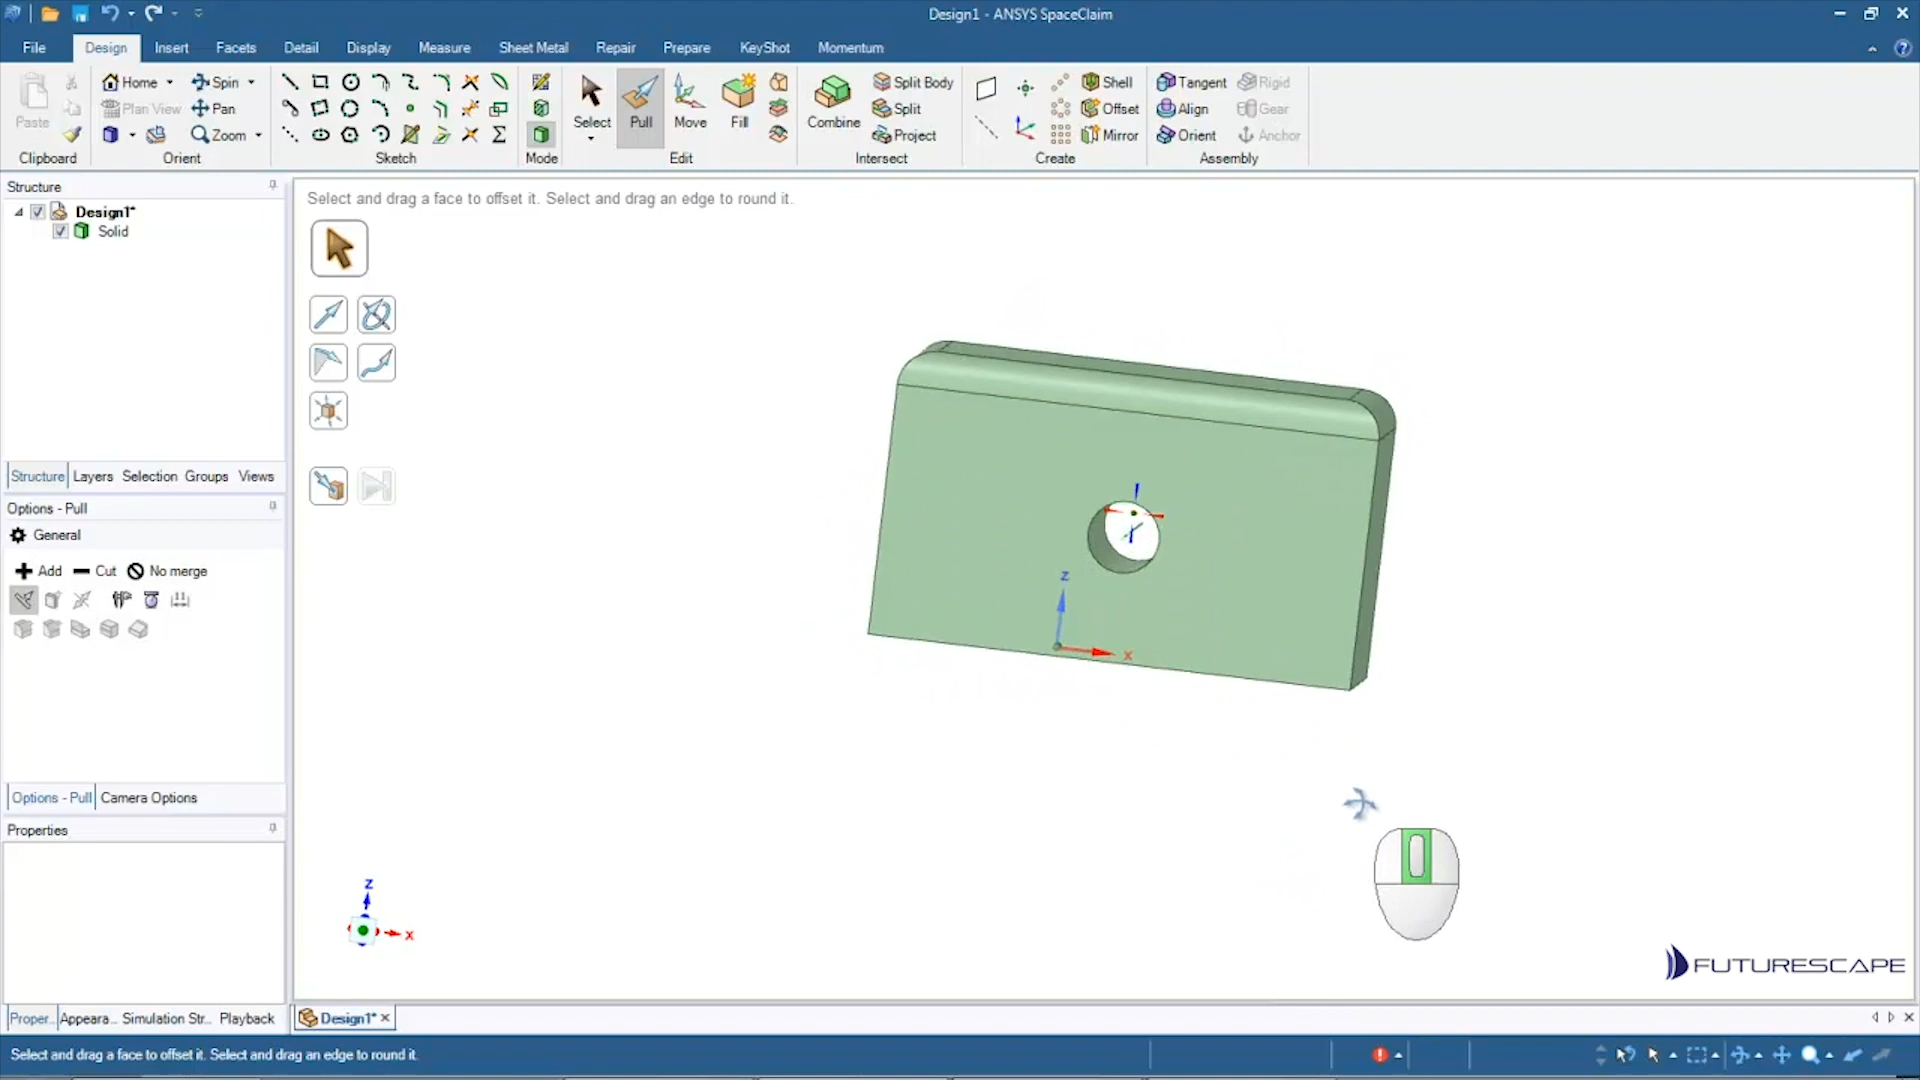 Design1 - ANSYS SpaceClaim
File Design Insert Facets Detail Display Measure Sheet Metal Repair Prepare KeyShot Momentum
Paste
Clipboard
Home Spin
Plan View Pan
Zoom
Orient
Sketch
Mode
Select Pull Move Fill
Edit
Combine
Split Body
Split
Project
Intersect
Shell
Offset
Mirror
Create
Tangent Rigid
Align Gear
Orient Anchor
Assembly
Structure
Design1*
Solid
Structure Layers Selection Groups Views
Options - Pull
General
Add Cut No merge
Options - Pull Camera Options
Properties
Proper... Appeara... Simulation Str... Playback
Select and drag a face to offset it. Select and drag an edge to round it.
Z
X
Z
X
FUTURESCAPE
Design1*
Select and drag a face to offset it. Select and drag an edge to round it.